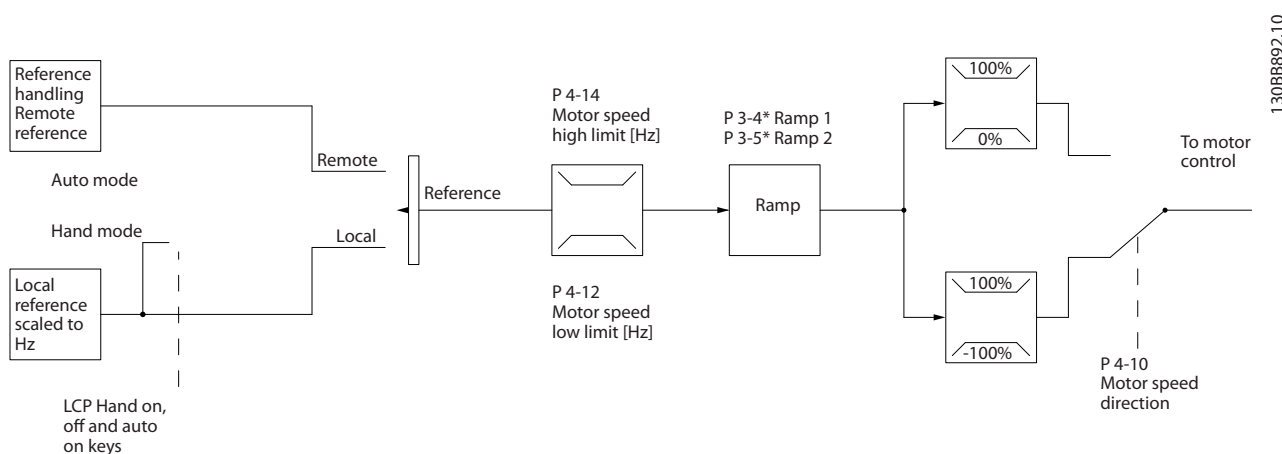 Reference
handling
Remote
reference
Auto mode
Hand mode
Local
reference
scaled to
Hz
LCP Hand on,
off and auto
on keys
Remote
Local
Reference
P 4-14
Motor speed
high limit [Hz]
P 4-12
Motor speed
low limit [Hz]
P 3-4* Ramp 1
P 3-5* Ramp 2
Ramp
100%
0%
100%
-100%
To motor
control
P 4-10
Motor speed
direction
130BB892.10